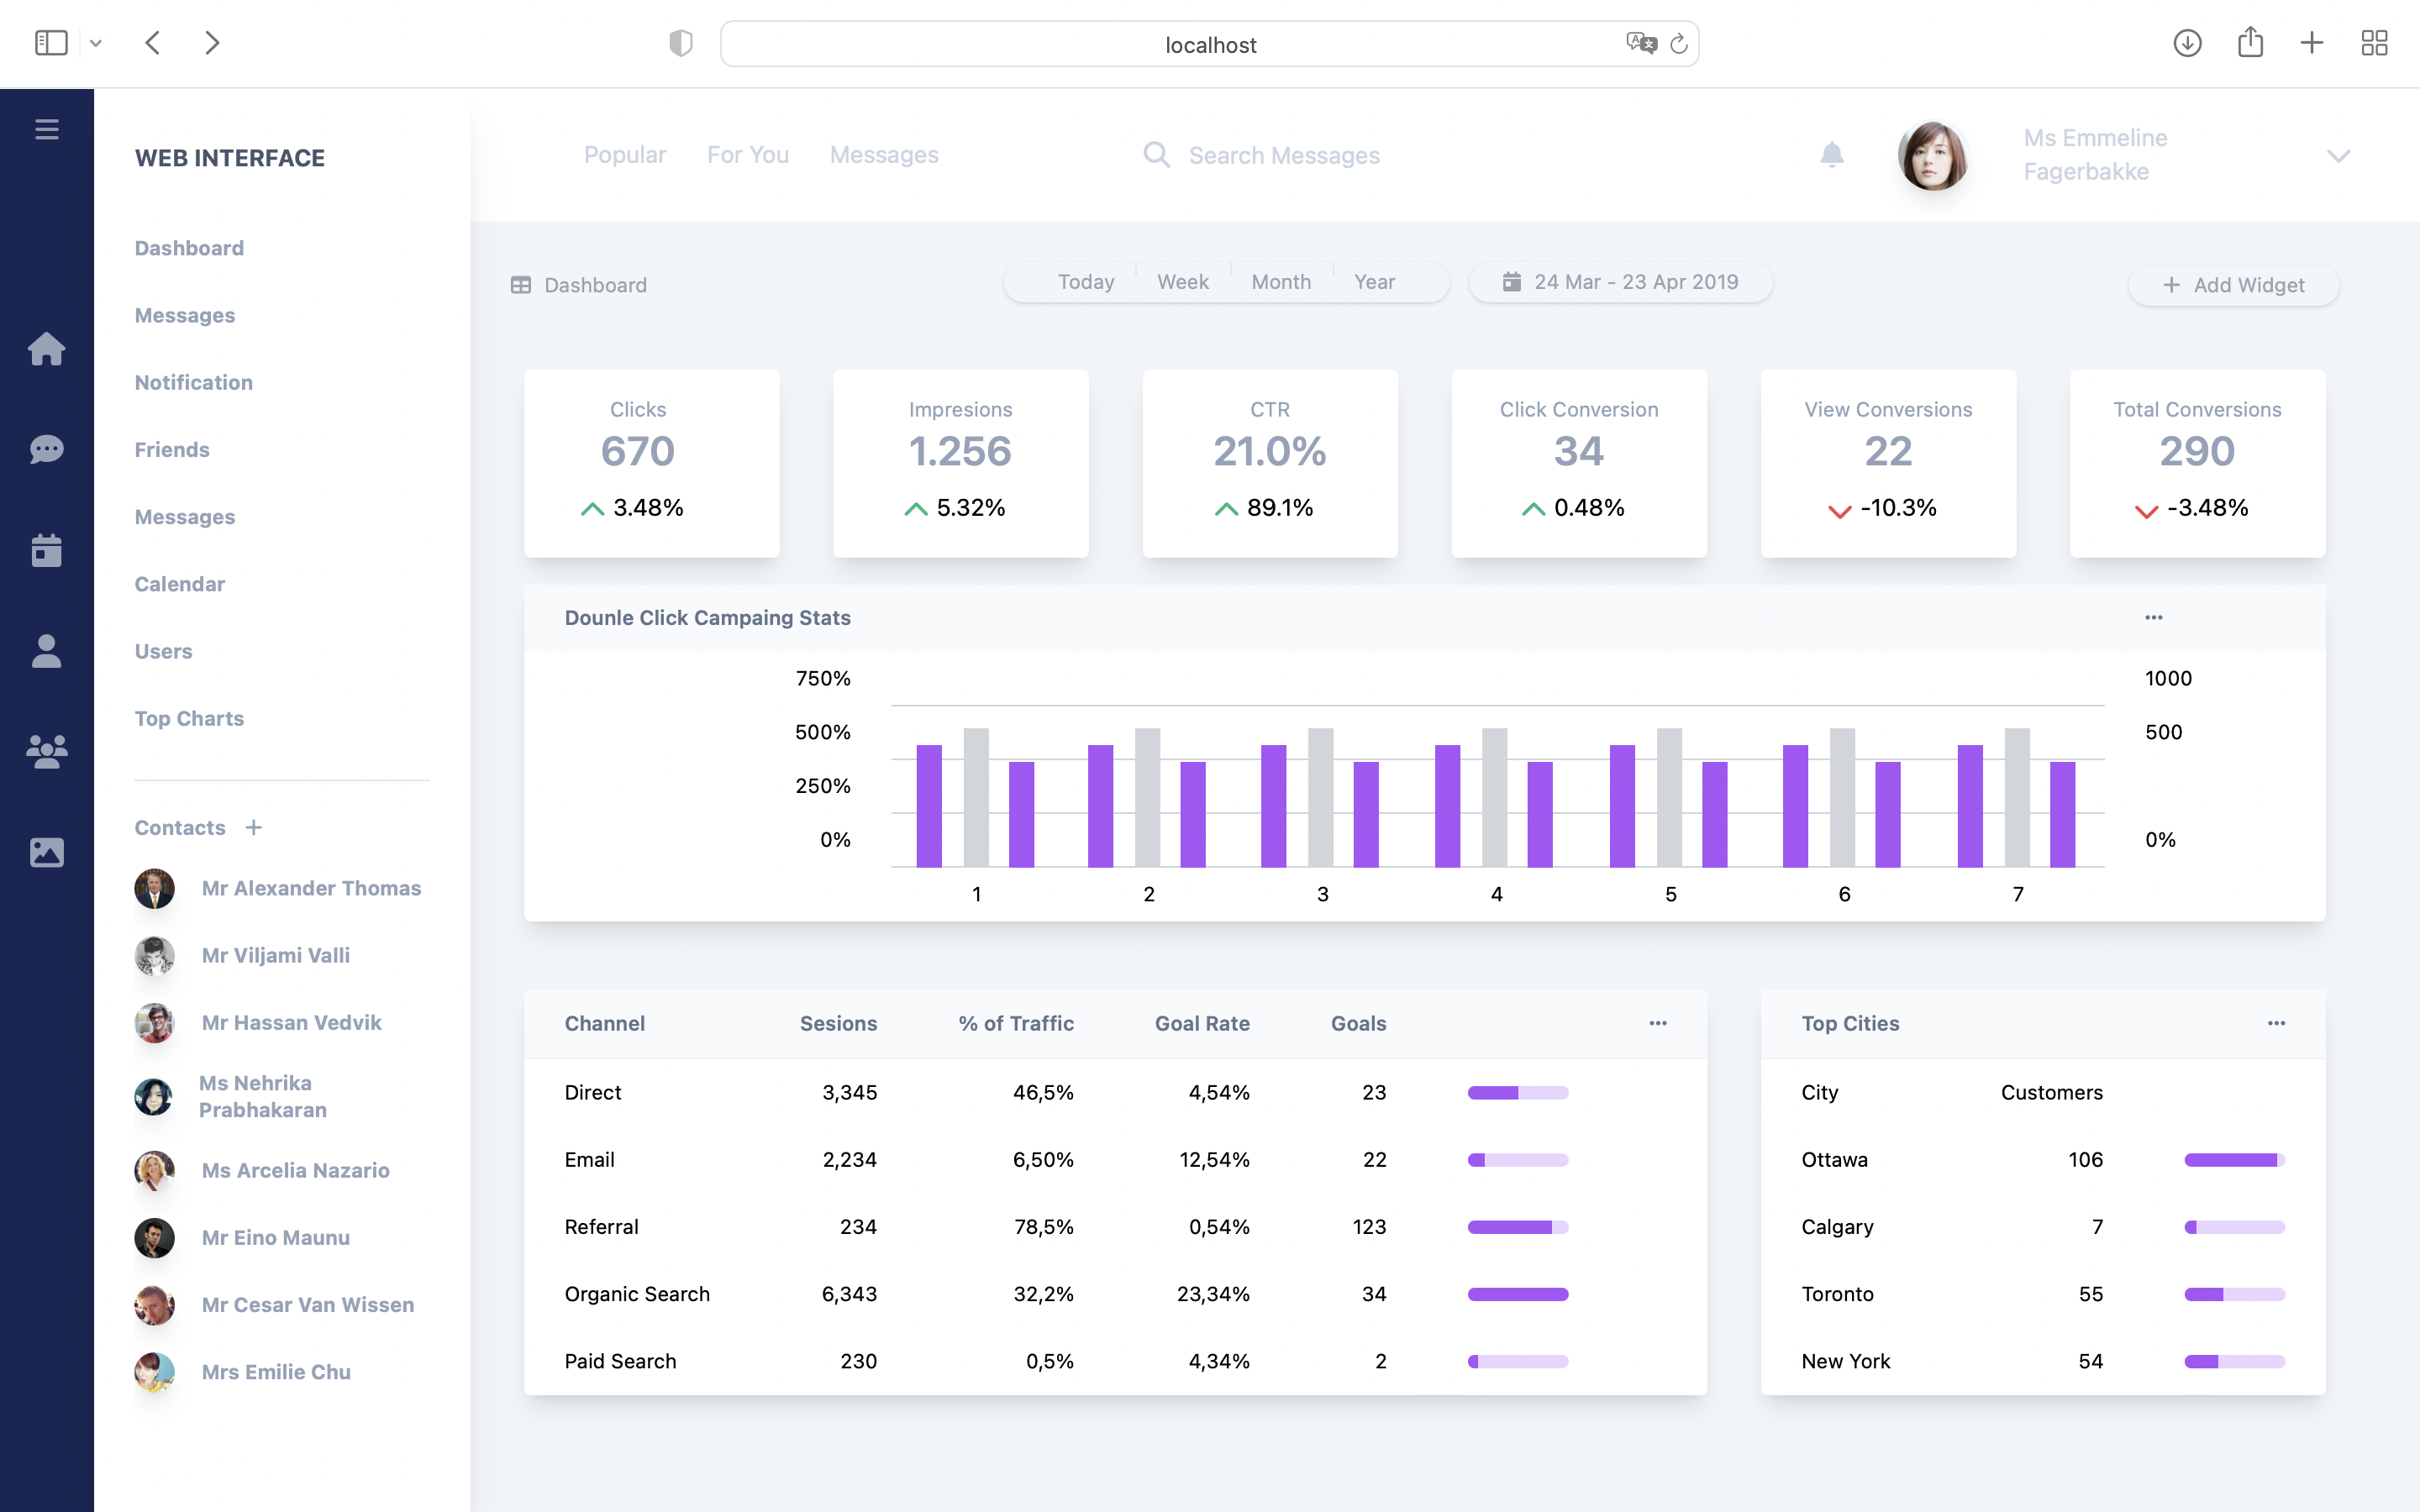 localhost
WEB INTERFACE
Dashboard
Messages
Notification
Friends
Messages
Calendar
Users
Top Charts
Contacts +
Mr Alexander Thomas
Mr Viljami Valli
Mr Hassan Vedvik
Ms Nehrika
Prabhakaran
Ms Arcelia Nazario
Mr Eino Maunu
Mr Cesar Van Wissen
Mrs Emilie Chu
Popular For You Messages Search Messages
Ms Emmeline
Fagerbakke
Dashboard Today Week Month Year 24 Mar - 23 Apr 2019 + Add Widget
Clicks
670
3.48%
Impresions
1.256
5.32%
CTR
21.0%
89.1%
Click Conversion
34
0.48%
View Conversions
22
-10.3%
Total Conversions
290
-3.48%
Dounle Click Campaing Stats ...
750%
500%
250%
0%
1000
500
0%
1 2 3 4 5 6 7
Channel Sesions % of Traffic Goal Rate Goals ...
Direct 3,345 46,5% 4,54% 23
Email 2,234 6,50% 12,54% 22
Referral 234 78,5% 0,54% 123
Organic Search 6,343 32,2% 23,34% 34
Paid Search 230 0,5% 4,34% 2
Top Cities ...
City Customers
Ottawa 106
Calgary 7
Toronto 55
New York 54